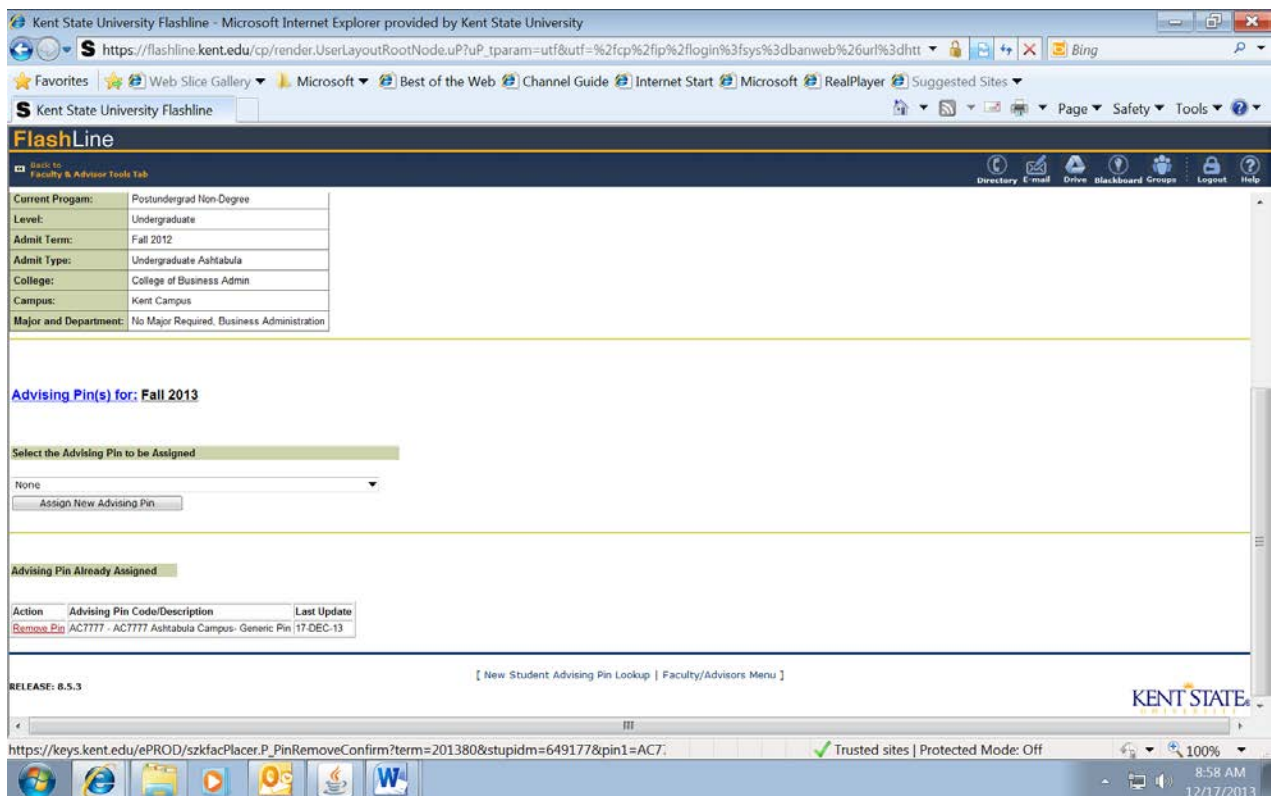 Kent State University Flashline - Microsoft Internet Explorer provided by Kent State University
S https://flashline.kent.edu/cp/render.UserLayoutRootNode.uP?uP_tparam=utf&utf=%2fcp%2fip%2flogin%3fsys%3dbanweb%26url%3dhtt Bing
Favorites Web Slice Gallery Microsoft Best of the Web Channel Guide Internet Start Microsoft RealPlayer Suggested Sites
S Kent State University Flashline Page Safety Tools
FlashLine
Back to
Faculty & Advisor Tools Tab
Directory E-mail Drive Blackboard Groups Logout Help
Current Progam: Postundergrad Non-Degree
Level: Undergraduate
Admit Term: Fall 2012
Admit Type: Undergraduate Ashtabula
College: College of Business Admin
Campus: Kent Campus
Major and Department: No Major Required, Business Administration
Advising Pin(s) for: Fall 2013
Select the Advising Pin to be Assigned
None
Assign New Advising Pin
Advising Pin Already Assigned
Action Advising Pin Code/Description Last Update
Remove Pin AC7777 - AC7777 Ashtabula Campus- Generic Pin 17-DEC-13
[ New Student Advising Pin Lookup | Faculty/Advisors Menu ]
RELEASE: 8.5.3
KENT STATE
UNIVERSITY
https://keys.kent.edu/ePROD/szkfacPlacer.P_PinRemoveConfirm?term=201380&stupidm=649177&pin1=AC7 Trusted sites | Protected Mode: Off 100%
8:58 AM
12/17/2013